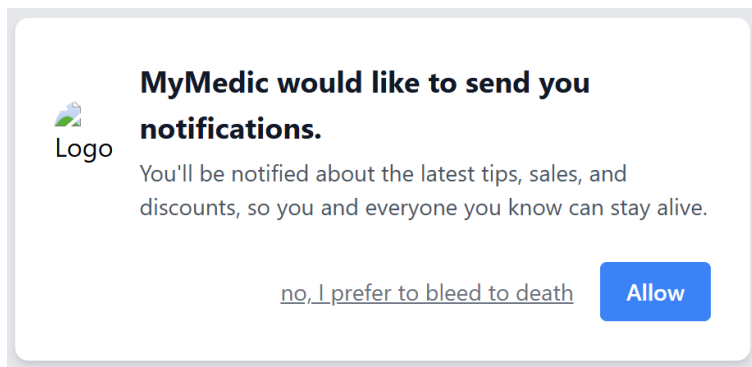 MyMedic would like to send you
notifications.
Logo
You'll be notified about the latest tips, sales, and
discounts, so you and everyone you know can stay alive.
no, I prefer to bleed to death
Allow